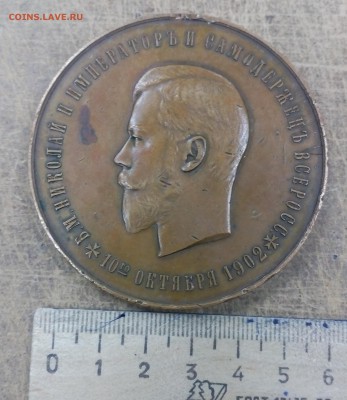 COINS.LAVE.RU
Б. М. НИКОЛАЙ II ИМПЕРАТОРЪ И САМОДЕРЖЕЦЪ ВСЕРОСС.
10го ОКТЯБРЯ 1902
0 1 2 3 4 5 6